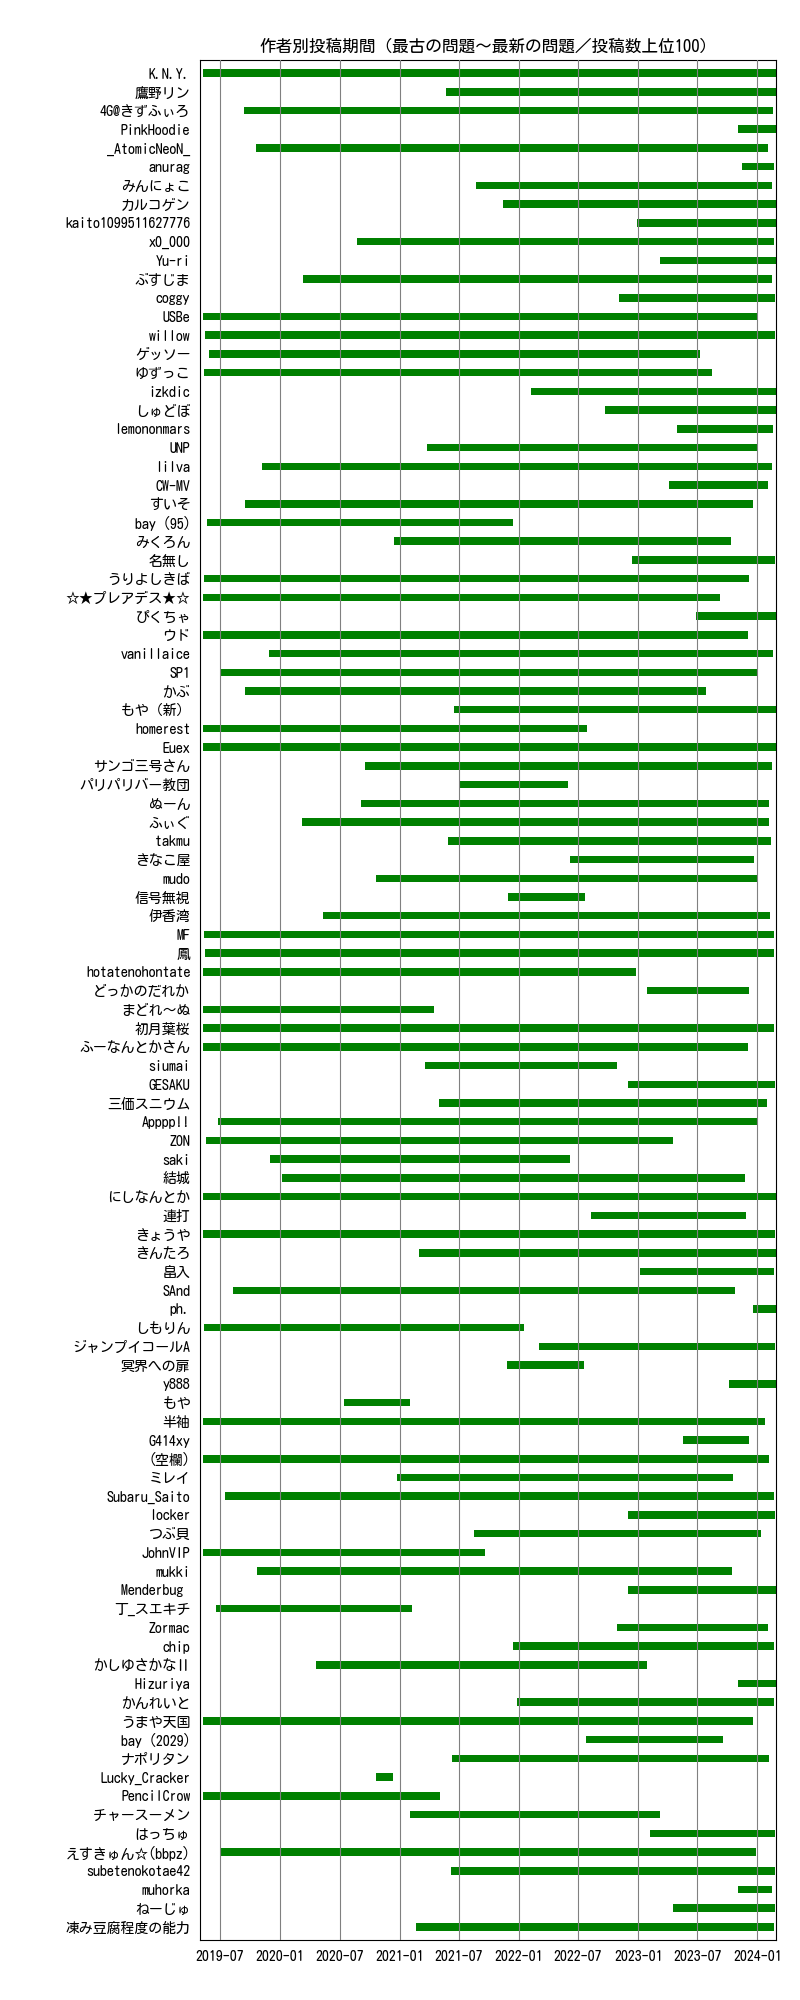 作者別投稿期間（最古の問題～最新の問題／投稿数上位100）
K.N.Y.
鷹野リン
4G@きずふぃろ
PinkHoodie
_AtomicNeoN_
anurag
みんにょこ
カルコゲン
kaito1099511627776
x0_000
Yu-ri
ぶすじま
coggy
USBe
willow
ゲッソー
ゆずっこ
izkdic
しゅどぼ
lemononmars
UNP
lilva
CW-MV
すいそ
bay (95)
みくろん
名無し
うりよしきば
☆★プレアデス★☆
ぴくちゃ
ウド
vanillaice
SP1
かぶ
もや（新）
homerest
Euex
サンゴ三号さん
パリパリバー教団
ぬーん
ふぃぐ
takmu
きなこ屋
mudo
信号無視
伊香湾
MF
鳳
hotatenohontate
どっかのだれか
まどれ～ぬ
初月葉桜
ふーなんとかさん
siumai
GESAKU
三価スニウム
Appppll
ZON
saki
結城
にしなんとか
連打
きょうや
きんたろ
畠入
SAnd
ph.
しもりん
ジャンプイコールA
冥界への扉
y888
もや
半袖
G414xy
(空欄)
ミレイ
Subaru_Saito
locker
つぶ貝
JohnVIP
mukki
Menderbug
丁_スエキチ
Zormac
chip
かしゆさかなII
Hizuriya
かんれいと
うまや天国
bay (2029)
ナポリタン
Lucky_Cracker
PencilCrow
チャースーメン
はっちゅ
えすきゅん☆(bbpz)
subetenokotae42
muhorka
ねーじゅ
凍み豆腐程度の能力
2019-07 2020-01 2020-07 2021-01 2021-07 2022-01 2022-07 2023-01 2023-07 2024-01